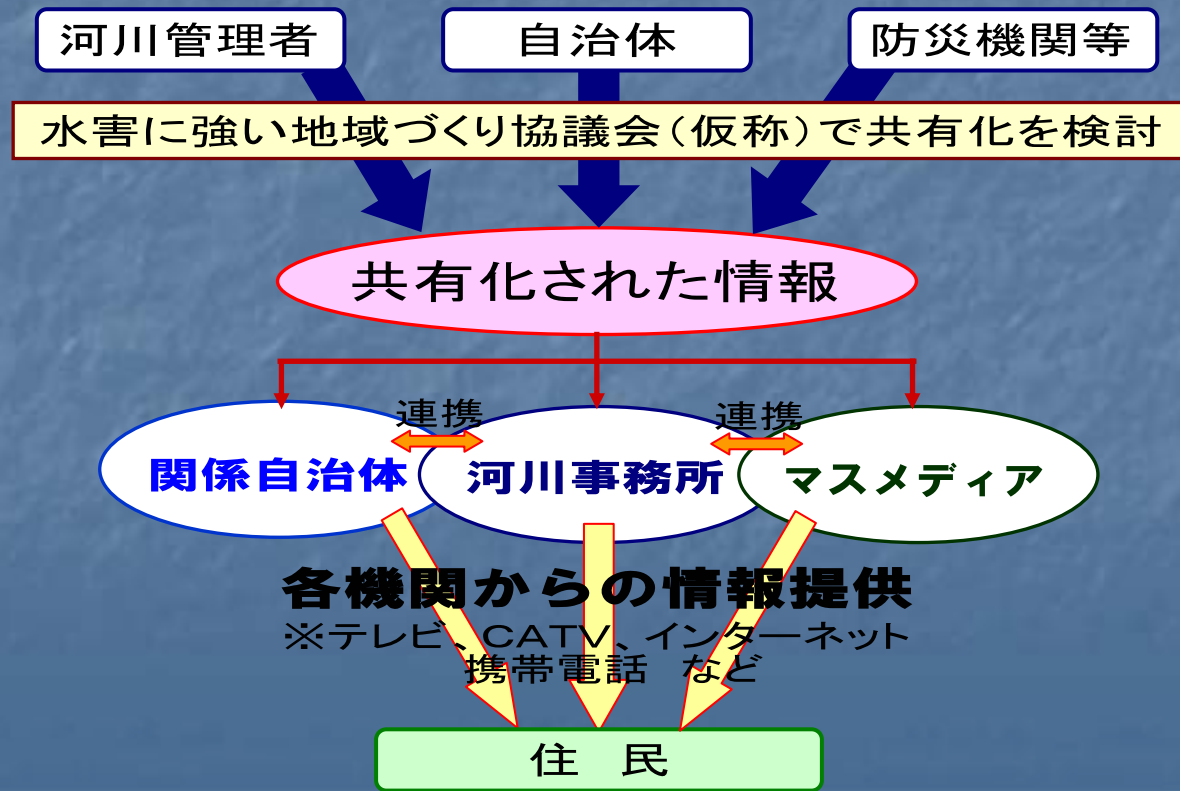 河川管理者
自治体
防災機関等
水害に強い地域づくり協議会(仮称)で共有化を検討
共有化された情報
連携
連携
関係自治体
河川事務所
マスメディア
各機関からの情報提供
※テレビ、CATV、インターネット
携帯電話　など
住　民